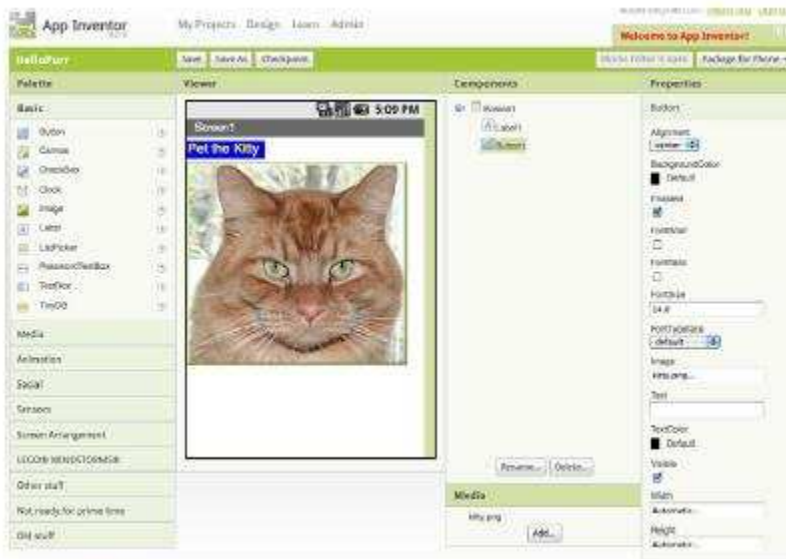 App Inventor
My Projects Design Learn Admin
Welcome to App Inventor!
HelloPurr
Save Save As Checkpoint
Package for Phone
Palette
Viewer
Components
Properties
Basic
Button
Canvas
CheckBox
Clock
Image
Label
ListPicker
PasswordTextBox
TextBox
TinyDB
Media
Animation
Social
Sensors
Screen Arrangement
LEGO® MINDSTORMS®
Other stuff
Not ready for prime time
Old stuff
5:09 PM
Screen1
Pet the Kitty
Screen1
Label1
Button1
Rename... Delete...
Media
kitty.png
Add...
Button
Alignment
center
BackgroundColor
Default
Enabled
FontBold
FontItalic
FontSize
14.0
FontTypeface
default
Image
kitty.png...
Text
TextColor
Default
Visible
Width
Automatic...
Height
Automatic...